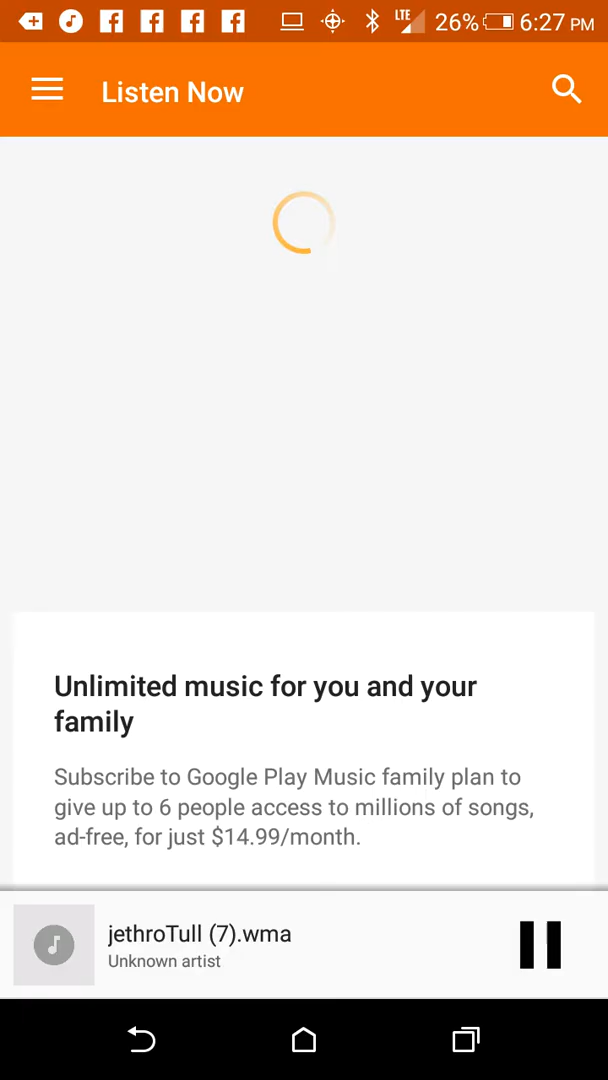 LTE 26% 6:27 PM
Listen Now
Unlimited music for you and your
family
Subscribe to Google Play Music family plan to
give up to 6 people access to millions of songs,
ad-free, for just $14.99/month.
jethroTull (7).wma
Unknown artist